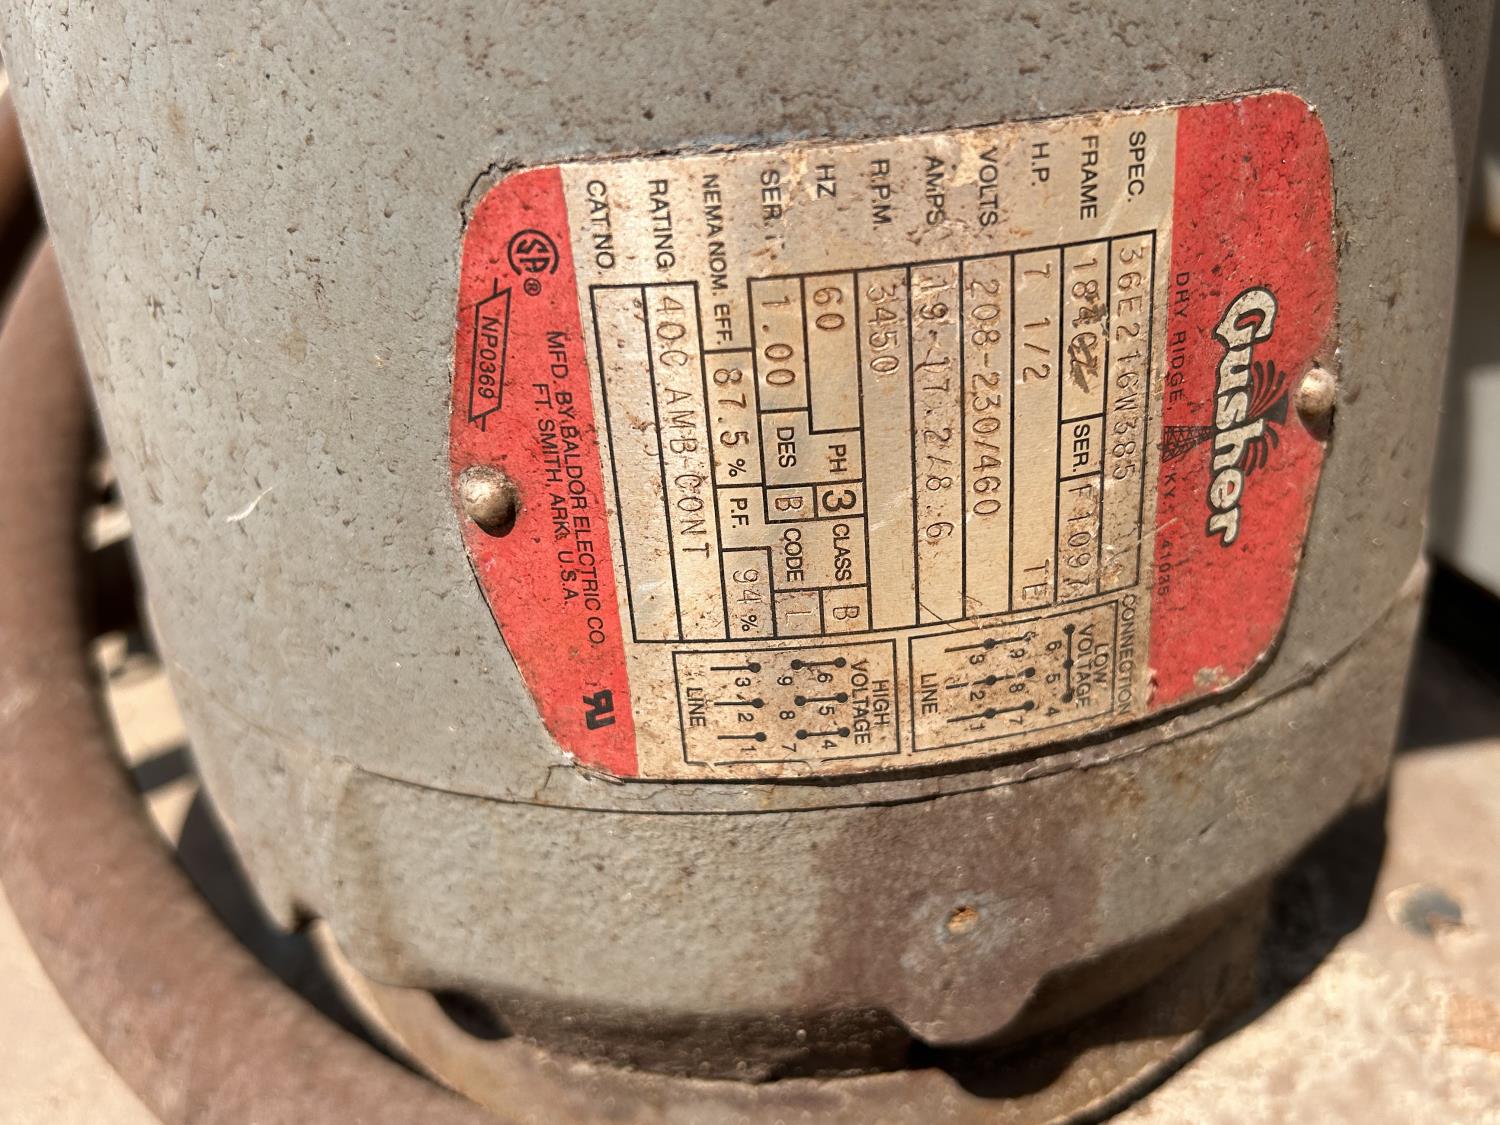 Gusher
DRY RIDGE, KY. 41035
SPEC. 36E216W385
FRAME 184 SER. F1097
H.P. 7 1/2 TE
VOLTS 208-230/460
AMPS 19-17.2/8.6
R.P.M. 3450
HZ 60 PH 3 CLASS B
SER. 1.00 DES B CODE L
NEMA NOM. EFF. 87.5 % P.F. 94 %
RATING 40C AMB-CONT
CAT NO.
CONNECTION
LOW
VOLTAGE
6 5 4
9 8 7
3 2 1
LINE
HIGH
VOLTAGE
6 5 4
9 8 7
3 2 1
LINE
SA®
NP0369
MFD. BY BALDOR ELECTRIC CO.
FT. SMITH, ARK. U.S.A.